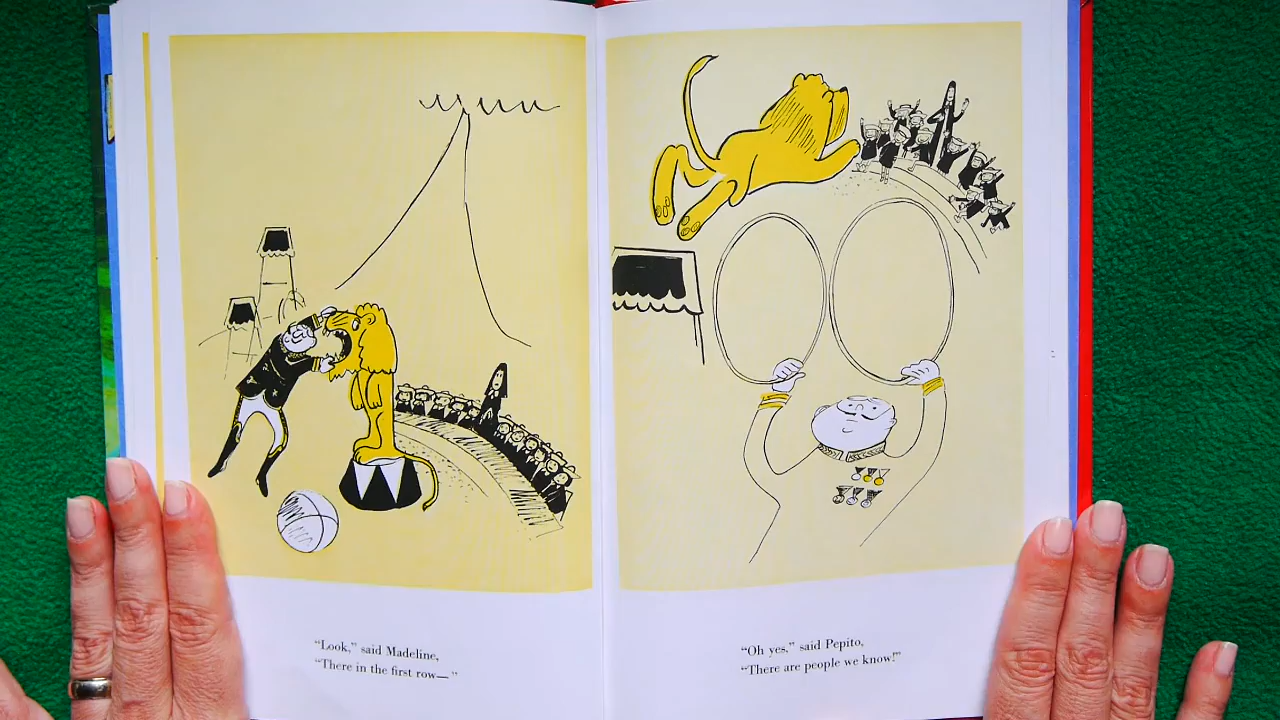 “Look,” said Madeline,
“There in the first row—”
“Oh yes,” said Pepito,
“There are people we know!”